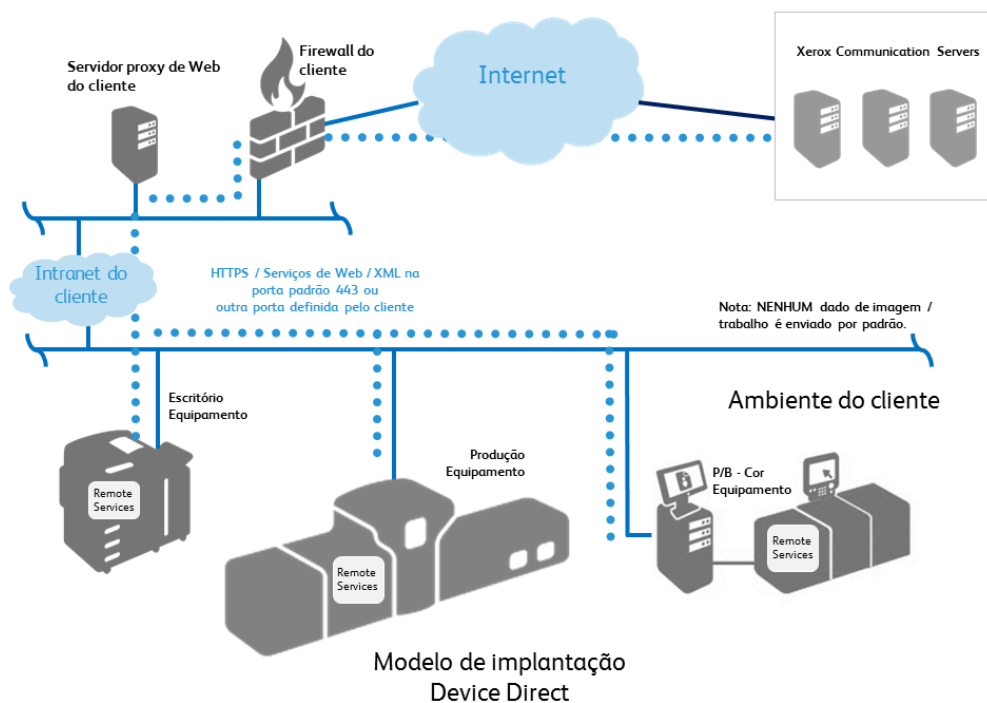 Servidor proxy de Web
do cliente
Firewall do
cliente
Internet
Xerox Communication Servers
Intranet do
cliente
HTTPS / Serviços de Web / XML na
porta padrão 443 ou
outra porta definida pelo cliente
Nota: NENHUM dado de imagem /
trabalho é enviado por padrão.
Escritório
Equipamento
Ambiente do cliente
Produção
Equipamento
P/B - Cor
Equipamento
Remote
Services
Remote
Services
Remote
Services
Modelo de implantação
Device Direct